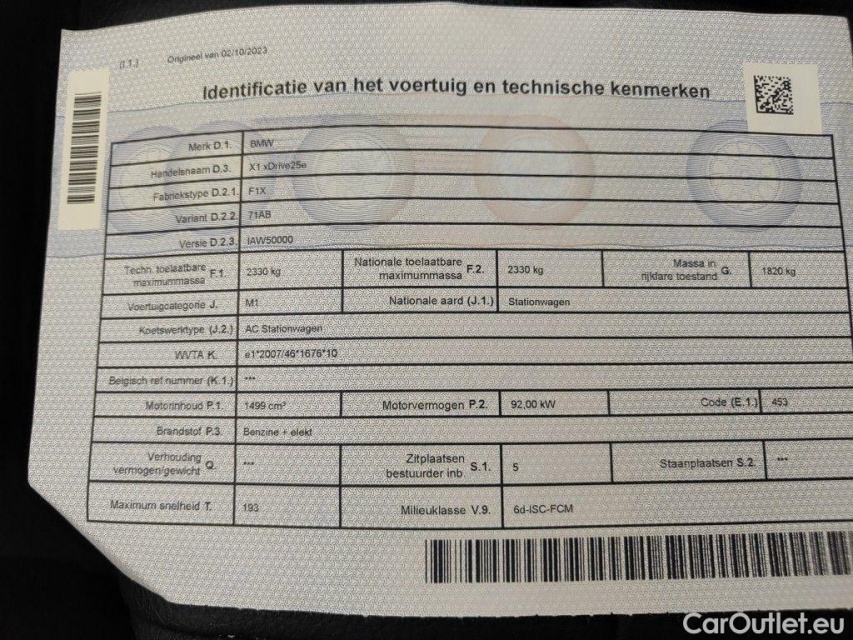 (I.1.) Origineel van 02/10/2023
Identificatie van het voertuig en technische kenmerken
Merk D.1. BMW
Handelsnaam D.3. X1 xDrive25e
Fabriekstype D.2.1. F1X
Variant D.2.2. 71AB
Versie D.2.3. IAW50000
Techn. toelaatbare maximummassa F.1. 2330 kg Nationale toelaatbare maximummassa F.2. 2330 kg Massa in rijklare toestand G. 1820 kg
Voertuigcategorie J. M1 Nationale aard (J.1.) Stationwagen
Koetswerktype (J.2.) AC Stationwagen
WVTA K. e1*2007/46*1676*10
Belgisch ref nummer (K.1.) ***
Motorinhoud P.1. 1499 cm³ Motorvermogen P.2. 92,00 kW Code (E.1.) 453
Brandstof P.3. Benzine + elekt
Verhouding vermogen/gewicht Q. *** Zitplaatsen bestuurder inb. S.1. 5 Staanplaatsen S.2. ***
Maximum snelheid T. 193 Milieuklasse V.9. 6d-ISC-FCM
CarOutlet.eu